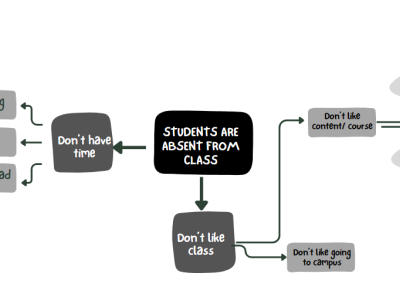 Don't like
content/ course
STUDENTS ARE
ABSENT FROM
CLASS
Don't have
time
Don't like
class
Don't like going
to campus